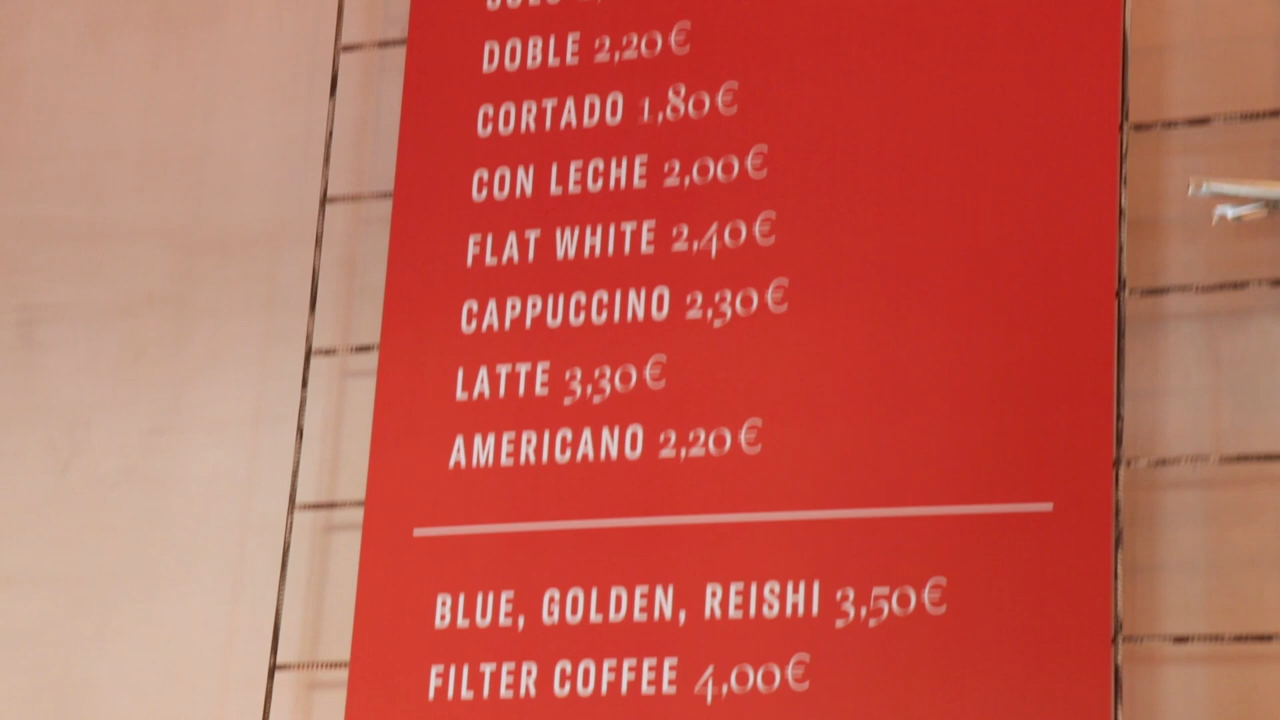 DOBLE 2,20€
CORTADO 1,80€
CON LECHE 2,00€
FLAT WHITE 2,40€
CAPPUCCINO 2,30€
LATTE 3,30€
AMERICANO 2,20€
BLUE, GOLDEN, REISHI 3,50€
FILTER COFFEE 4,00€